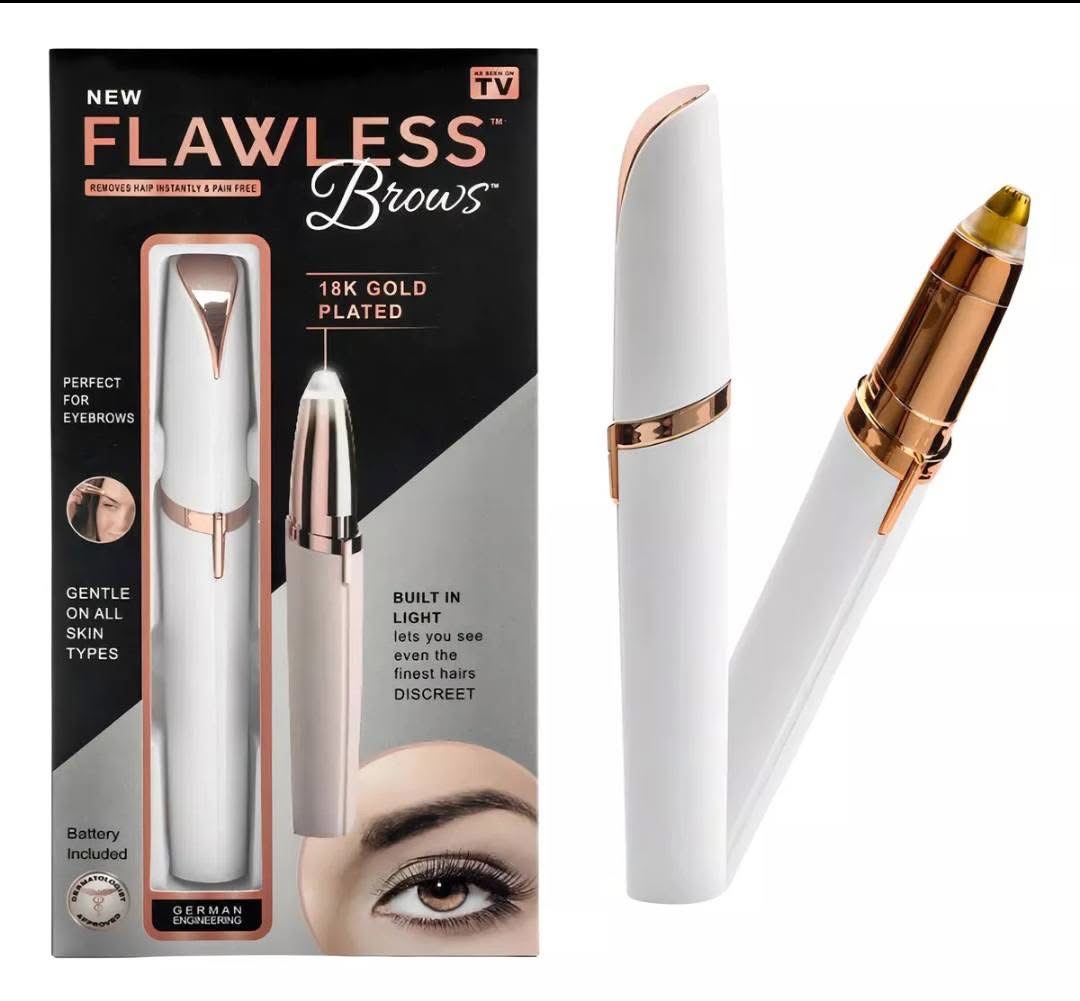 AS SEEN ON
TV
NEW
FLAWLESS™
REMOVES HAIP INSTANTLY & PAIN FREE
Brows™
18K GOLD
PLATED
PERFECT
FOR
EYEBROWS
GENTLE
ON ALL
SKIN
TYPES
BUILT IN
LIGHT
lets you see
even the
finest hairs
DISCREET
Battery
Included
DERMATOLOGIST
APPROVED
GERMAN
ENGINEERING